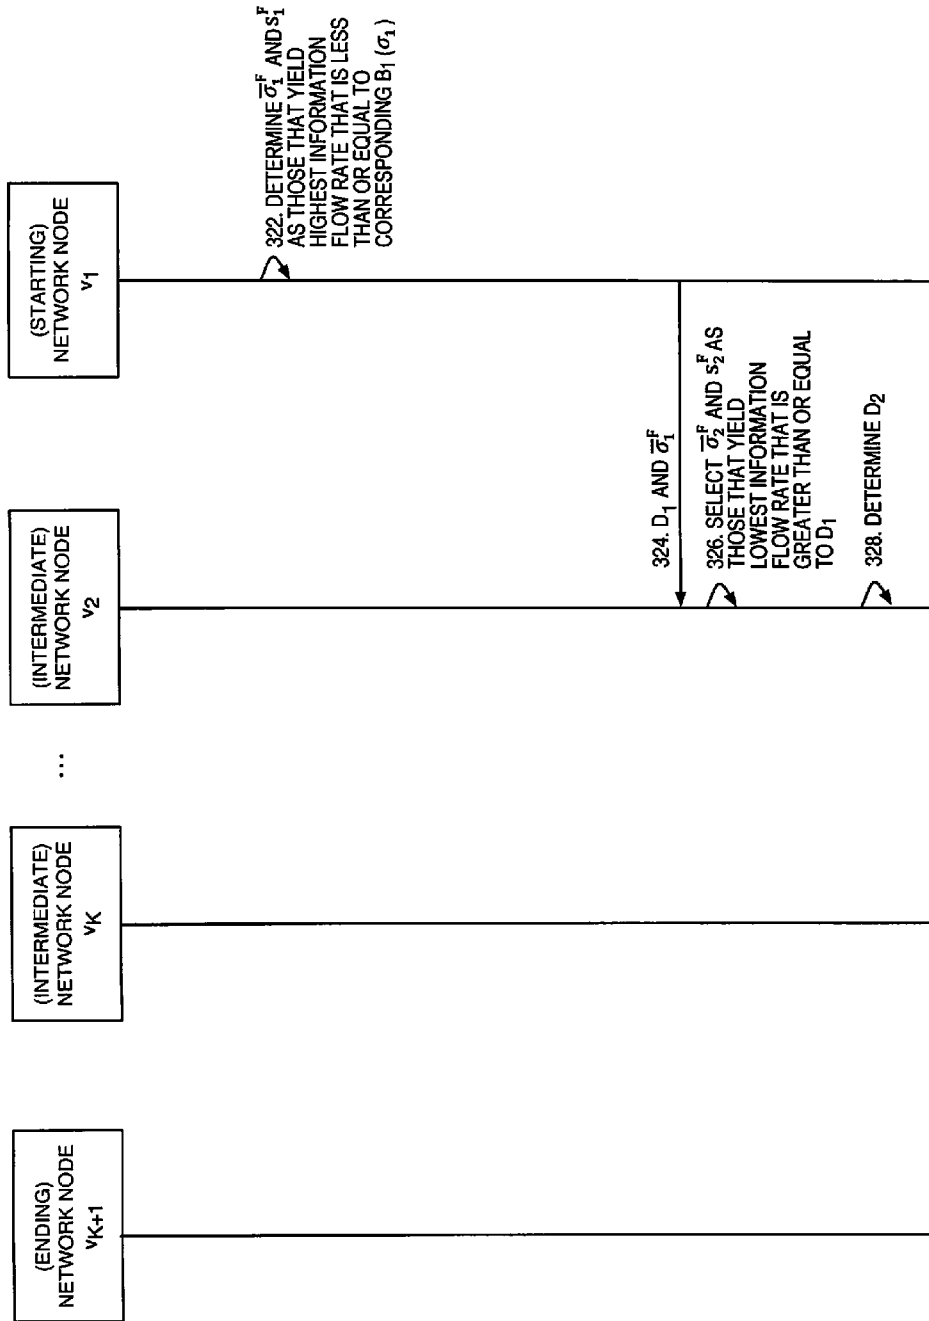 (STARTING)
NETWORK NODE
v1
(INTERMEDIATE)
NETWORK NODE
v2
...
(INTERMEDIATE)
NETWORK NODE
vK
(ENDING)
NETWORK NODE
vK+1
322. DETERMINE σ̅₁ᶠ AND s₁ᶠ
AS THOSE THAT YIELD
HIGHEST INFORMATION
FLOW RATE THAT IS LESS
THAN OR EQUAL TO
CORRESPONDING B₁ (σ₁)
324. D₁ AND σ̅₁ᶠ
326. SELECT σ̅₂ᶠ AND s₂ᶠ AS
THOSE THAT YIELD
LOWEST INFORMATION
FLOW RATE THAT IS
GREATER THAN OR EQUAL
TO D₁
328. DETERMINE D₂